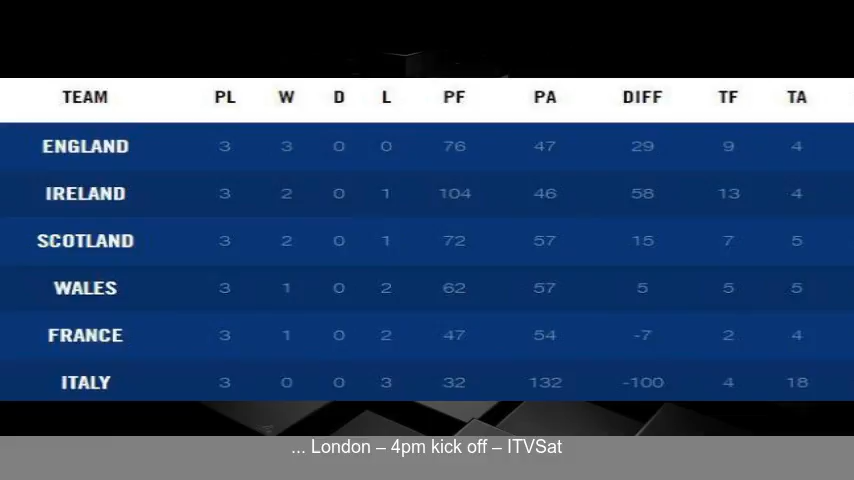 TEAM PL W D L PF PA DIFF TF TA
ENGLAND 3 3 0 0 76 47 29 9 4
IRELAND 3 2 0 1 104 46 58 13 4
SCOTLAND 3 2 0 1 72 57 15 7 5
WALES 3 1 0 2 62 57 5 5 5
FRANCE 3 1 0 2 47 54 -7 2 4
ITALY 3 0 0 3 32 132 -100 4 18
... London – 4pm kick off – ITVSat